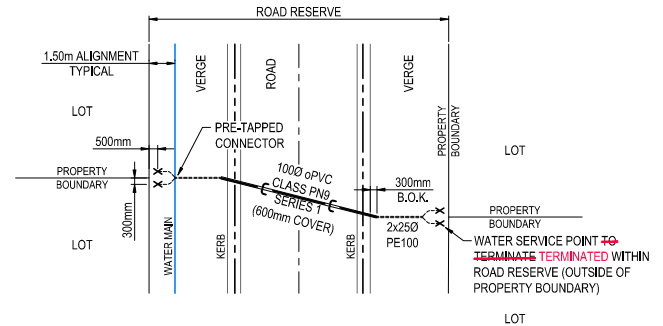 ROAD RESERVE
1.50m ALIGNMENT
TYPICAL
VERGE
ROAD
VERGE
LOT
PROPERTY
BOUNDARY
LOT
500mm
PRE-TAPPED
CONNECTOR
PROPERTY
BOUNDARY
100Ø oPVC
CLASS PN9
SERIES 1
(600mm COVER)
300mm
B.O.K.
300mm
2x25Ø
PE100
PROPERTY
BOUNDARY
LOT
WATER MAIN
KERB
KERB
WATER SERVICE POINT TO
TERMINATE TERMINATED WITHIN
ROAD RESERVE (OUTSIDE OF
PROPERTY BOUNDARY)
LOT